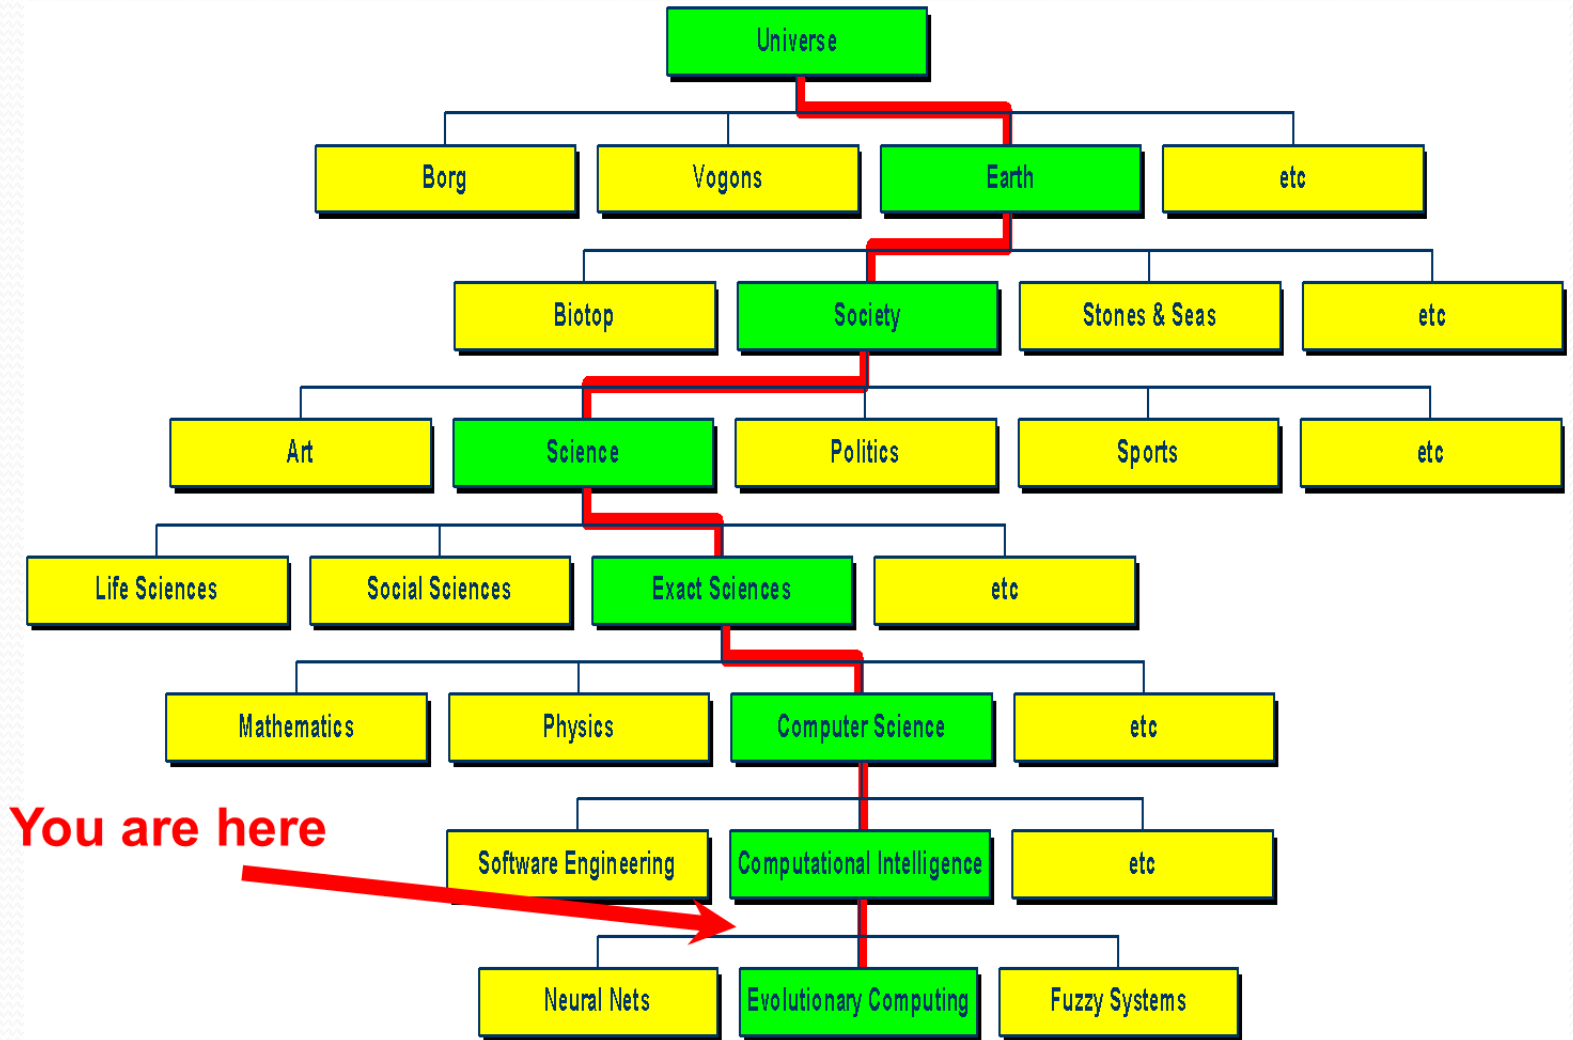 Universe
Borg
Vogons
Earth
etc
Biotop
Society
Stones & Seas
etc
Art
Science
Politics
Sports
etc
Life Sciences
Social Sciences
Exact Sciences
etc
Mathematics
Physics
Computer Science
etc
You are here
Software Engineering
Computational Intelligence
etc
Neural Nets
Evolutionary Computing
Fuzzy Systems